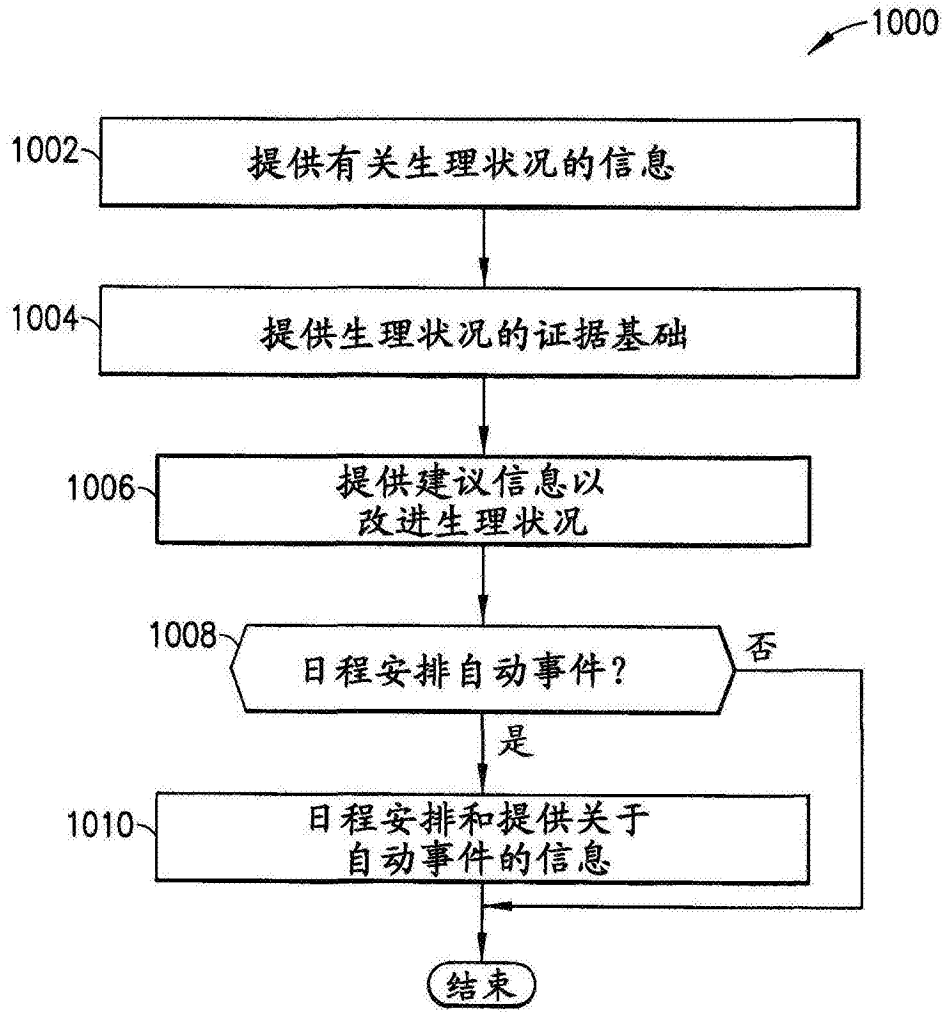 1000
1002
提供有关生理状况的信息
1004
提供生理状况的证据基础
1006
提供建议信息以
改进生理状况
1008
日程安排自动事件?
否
是
1010
日程安排和提供关于
自动事件的信息
结束